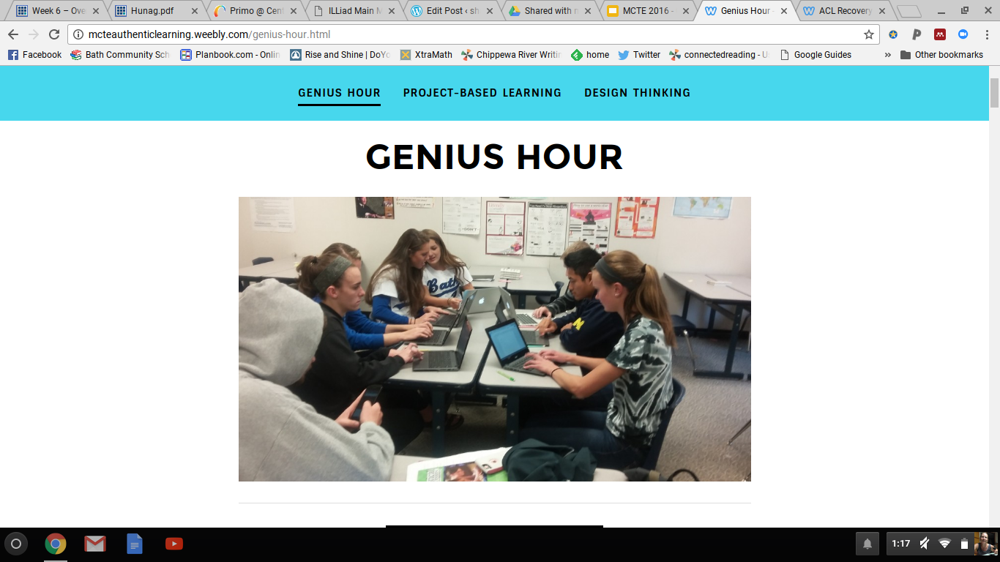 Week 6 – Ove
Hunag.pdf
Primo @ Cent
ILLiad Main M
Edit Post ‹ sh
Shared with m
MCTE 2016 -
Genius Hour -
ACL Recovery
mcteauthenticlearning.weebly.com/genius-hour.html
Facebook
Bath Community Sch
Planbook.com - Onlin
Rise and Shine | DoYo
XtraMath
Chippewa River Writin
home
Twitter
connectedreading - U
Google Guides
» Other bookmarks
GENIUS HOUR
PROJECT-BASED LEARNING
DESIGN THINKING
GENIUS HOUR
Bath
M
1:17